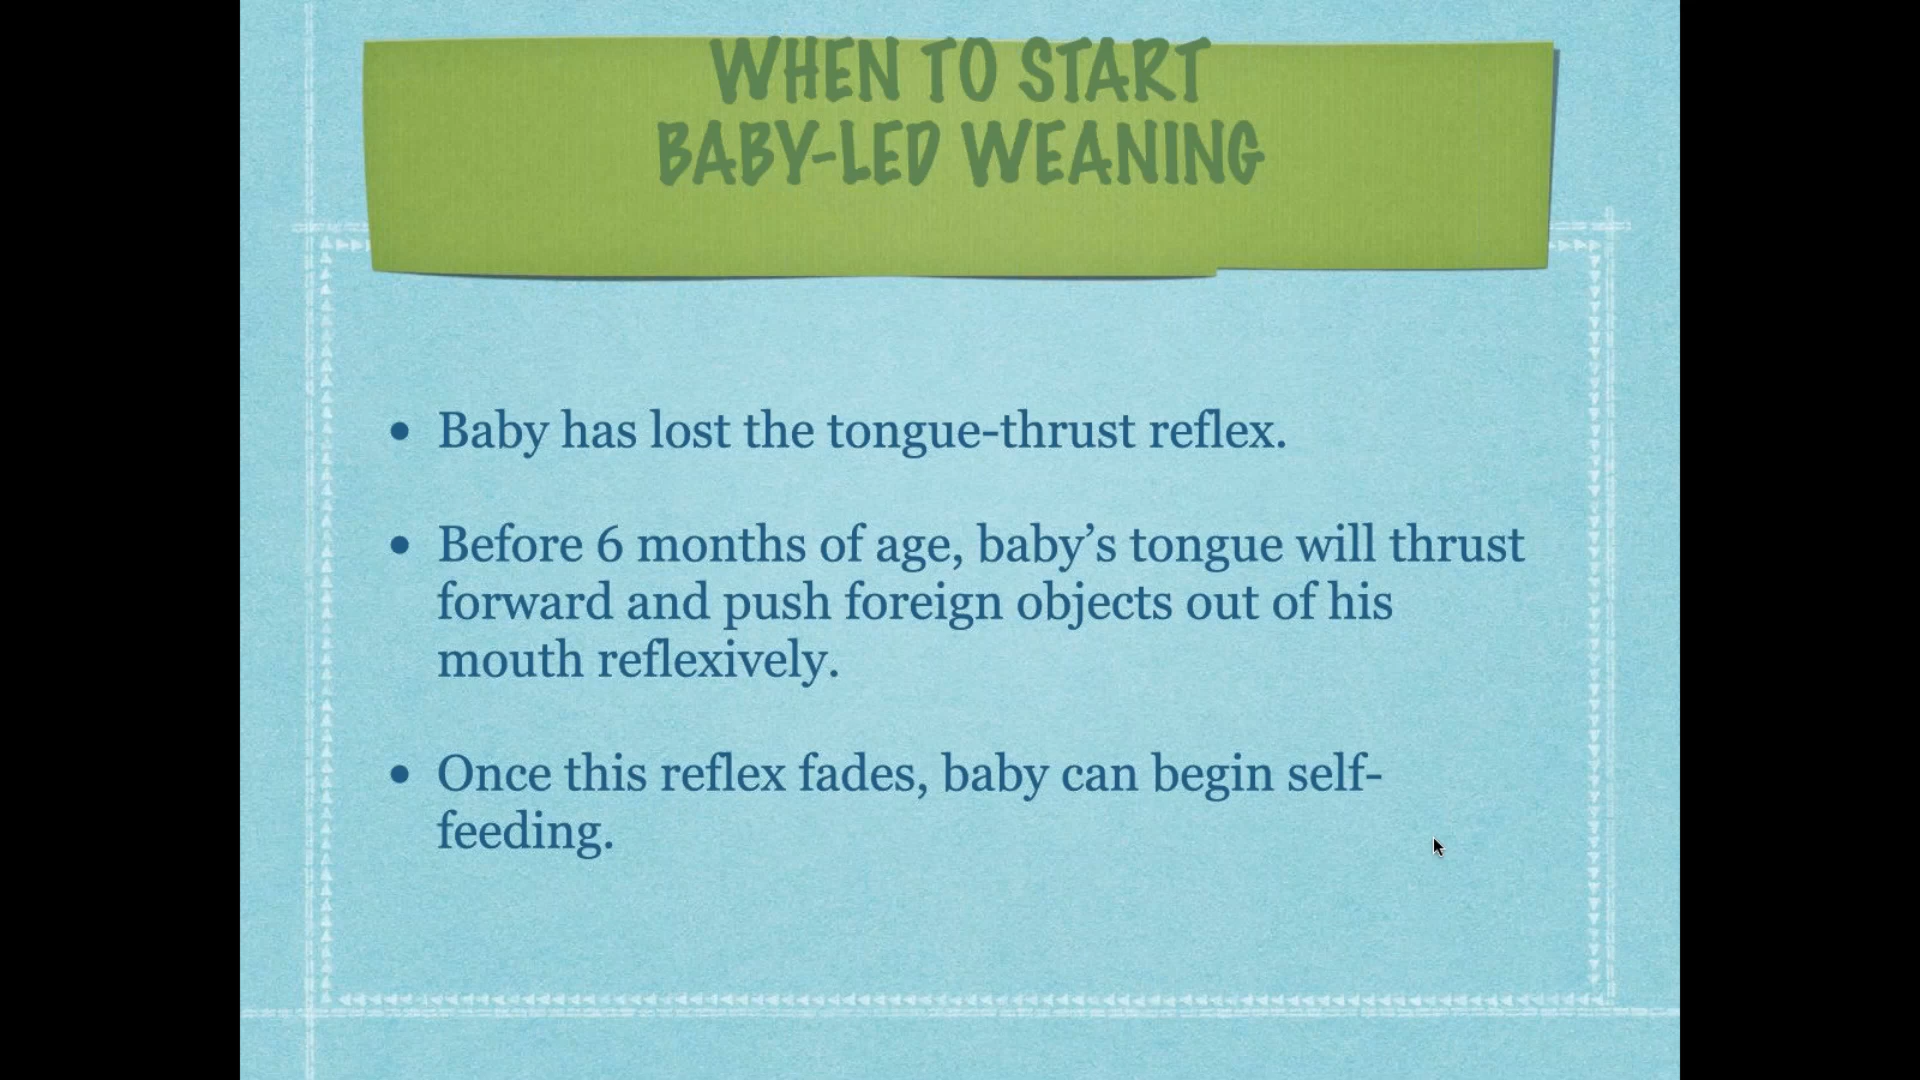 WHEN TO START
BABY-LED WEANING
• Baby has lost the tongue-thrust reflex.
• Before 6 months of age, baby’s tongue will thrust
forward and push foreign objects out of his
mouth reflexively.
• Once this reflex fades, baby can begin self-
feeding.